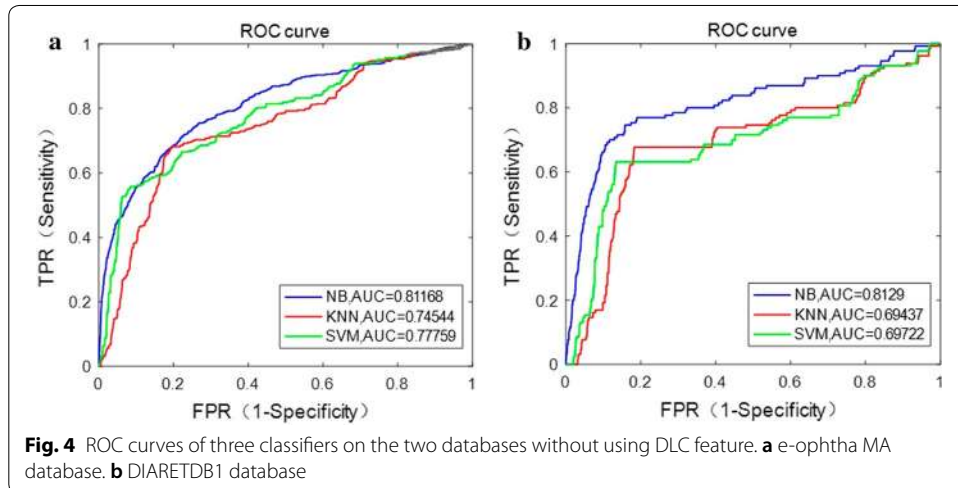 a
ROC curve
1
0.8
0.6
0.4
0.2
0
TPR（Sensitivity）
NB,AUC=0.81168
KNN,AUC=0.74544
SVM,AUC=0.77759
0 0.2 0.4 0.6 0.8 1
FPR（1-Specificity）
b
ROC curve
1
0.8
0.6
0.4
0.2
0
TPR（Sensitivity）
NB,AUC=0.8129
KNN,AUC=0.69437
SVM,AUC=0.69722
0 0.2 0.4 0.6 0.8 1
FPR（1-Specificity）
Fig. 4 ROC curves of three classifiers on the two databases without using DLC feature. a e-ophtha MA
database. b DIARETDB1 database